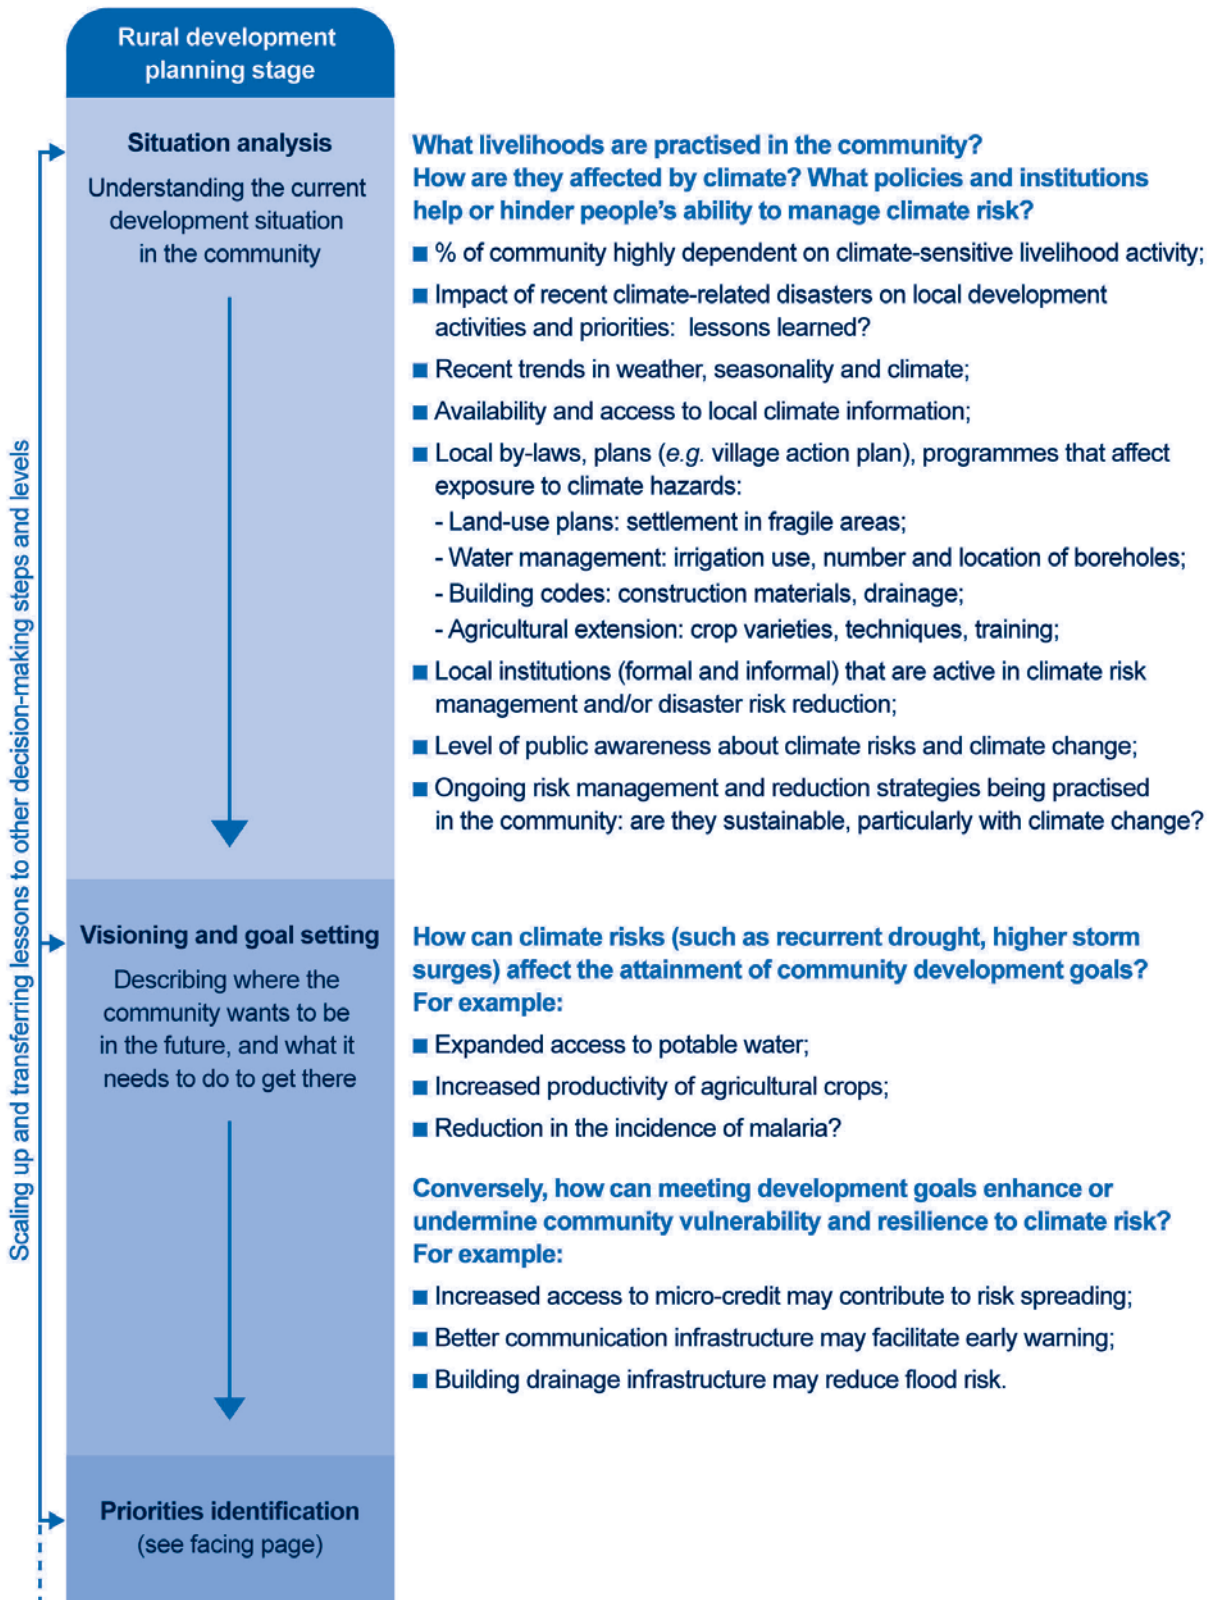 Rural development
planning stage
Scaling up and transferring lessons to other decision-making steps and levels
Situation analysis
Understanding the current
development situation
in the community
What livelihoods are practised in the community?
How are they affected by climate? What policies and institutions
help or hinder people's ability to manage climate risk?
■ % of community highly dependent on climate-sensitive livelihood activity;
■ Impact of recent climate-related disasters on local development
activities and priorities: lessons learned?
■ Recent trends in weather, seasonality and climate;
■ Availability and access to local climate information;
■ Local by-laws, plans (e.g. village action plan), programmes that affect
exposure to climate hazards:
- Land-use plans: settlement in fragile areas;
- Water management: irrigation use, number and location of boreholes;
- Building codes: construction materials, drainage;
- Agricultural extension: crop varieties, techniques, training;
■ Local institutions (formal and informal) that are active in climate risk
management and/or disaster risk reduction;
■ Level of public awareness about climate risks and climate change;
■ Ongoing risk management and reduction strategies being practised
in the community: are they sustainable, particularly with climate change?
Visioning and goal setting
Describing where the
community wants to be
in the future, and what it
needs to do to get there
How can climate risks (such as recurrent drought, higher storm
surges) affect the attainment of community development goals?
For example:
■ Expanded access to potable water;
■ Increased productivity of agricultural crops;
■ Reduction in the incidence of malaria?
Conversely, how can meeting development goals enhance or
undermine community vulnerability and resilience to climate risk?
For example:
■ Increased access to micro-credit may contribute to risk spreading;
■ Better communication infrastructure may facilitate early warning;
■ Building drainage infrastructure may reduce flood risk.
Priorities identification
(see facing page)